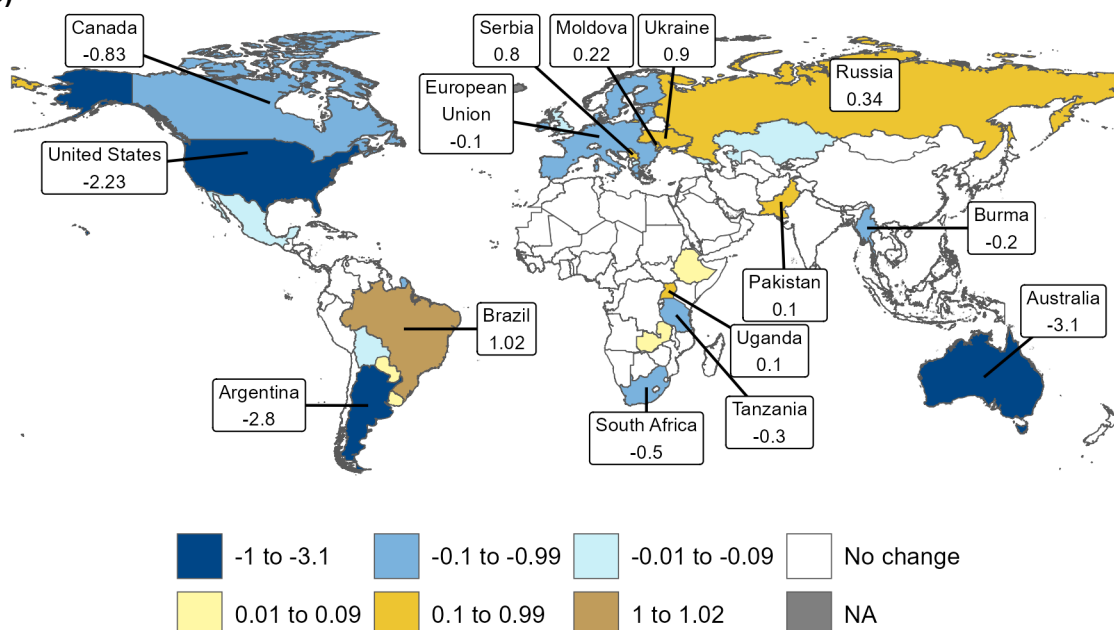 Canada
-0.83
Serbia
0.8
Moldova
0.22
Ukraine
0.9
Russia
0.34
European
Union
-0.1
United States
-2.23
Burma
-0.2
Pakistan
0.1
Australia
-3.1
Brazil
1.02
Uganda
0.1
Argentina
-2.8
Tanzania
-0.3
South Africa
-0.5
-1 to -3.1
-0.1 to -0.99
-0.01 to -0.09
No change
0.01 to 0.09
0.1 to 0.99
1 to 1.02
NA